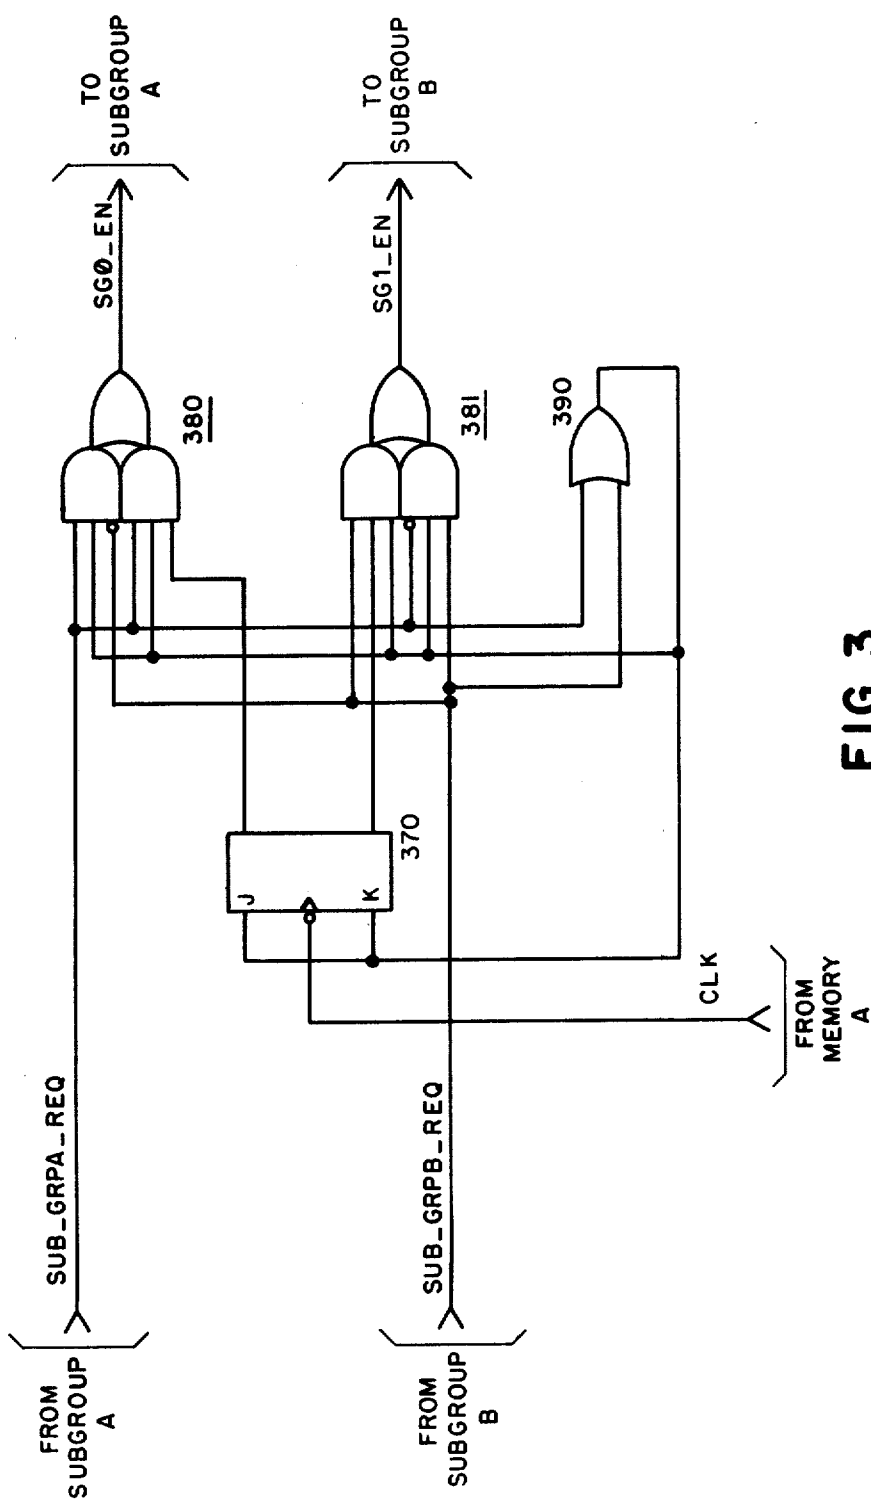 TO
SUBGROUP
A
SG0_EN
380
TO
SUBGROUP
B
SG1_EN
381
390
370
J
K
CLK
FROM
MEMORY
A
SUB_GRPA_REQ
FROM
SUBGROUP
A
SUB_GRPB_REQ
FROM
SUBGROUP
B
FIG 3